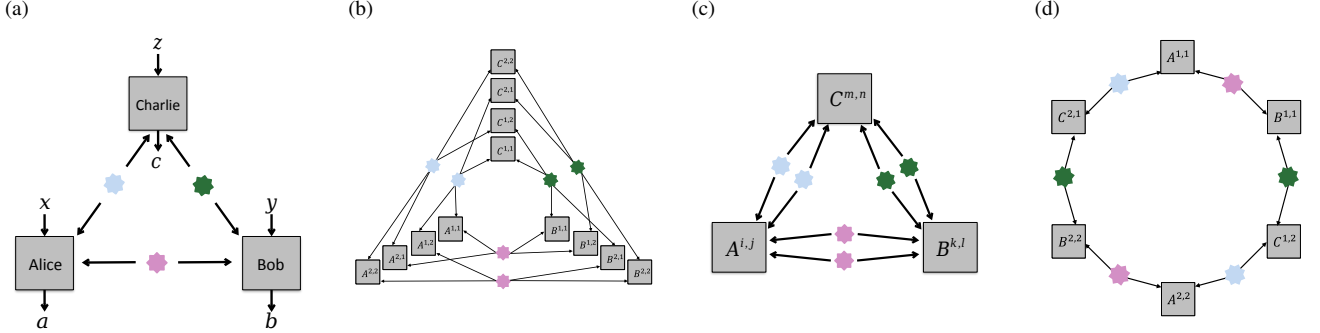 (a)
z
Charlie
c
x
y
Alice
Bob
a
b
(b)
C^{2,2}
C^{2,1}
C^{1,2}
C^{1,1}
A^{1,1}
B^{1,1}
A^{1,2}
B^{1,2}
A^{2,1}
B^{2,1}
A^{2,2}
B^{2,2}
(c)
C^{m,n}
A^{i,j}
B^{k,l}
(d)
A^{1,1}
C^{2,1}
B^{1,1}
B^{2,2}
C^{1,2}
A^{2,2}